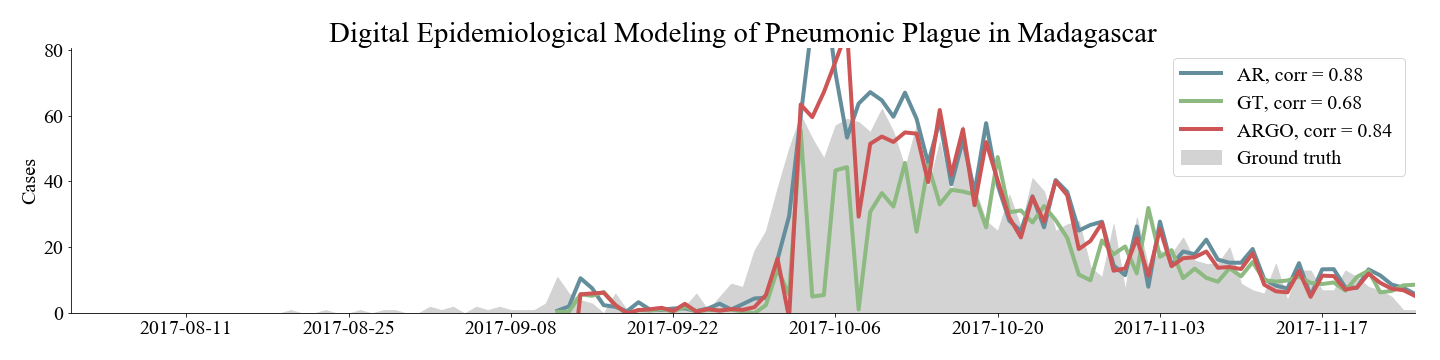 Digital Epidemiological Modeling of Pneumonic Plague in Madagascar
80
60
40
20
0
Cases
AR, corr = 0.88
GT, corr = 0.68
ARGO, corr = 0.84
Ground truth
2017-08-11 2017-08-25 2017-09-08 2017-09-22 2017-10-06 2017-10-20 2017-11-03 2017-11-17